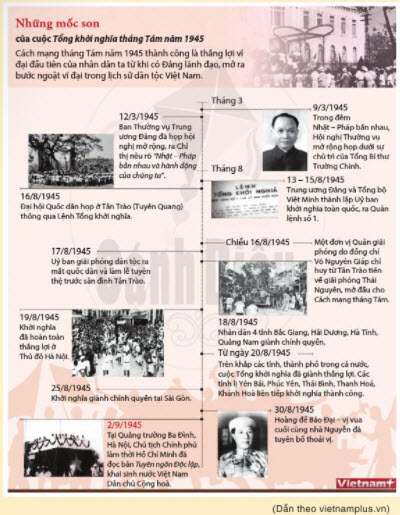 Những mốc son
của cuộc Tổng khởi nghĩa tháng Tám năm 1945
Cách mạng tháng Tám năm 1945 thành công là thắng lợi vĩ
đại đầu tiên của nhân dân ta từ khi có Đảng lãnh đạo, mở ra
bước ngoặt vĩ đại trong lịch sử dân tộc Việt Nam.
Tháng 3
9/3/1945
Trong đêm
Nhật – Pháp bắn nhau,
Hội nghị Thường vụ
mở rộng họp dưới sự
chủ trì của Tổng Bí thư
Trường Chinh.
12/3/1945
Ban Thường vụ Trung
ương Đảng đã họp hội
nghị mở rộng, ra Chỉ
thị nêu rõ "Nhật – Pháp
bắn nhau và hành động
của chúng ta".
Tháng 8
13 – 15/8/1945
Trung ương Đảng và Tổng bộ
Việt Minh thành lập Uỷ ban
khởi nghĩa toàn quốc, ra Quân
lệnh số 1.
LỆNH
TỔNG KHỞI NGHĨA
16/8/1945
Đại hội Quốc dân họp ở Tân Trào (Tuyên Quang)
thông qua Lệnh Tổng khởi nghĩa.
Chiều 16/8/1945
Một đơn vị Quân giải
phóng do đồng chí
Võ Nguyên Giáp chỉ
huy từ Tân Trào tiến
về giải phóng Thái
Nguyên, mở đầu cho
Cách mạng tháng Tám.
17/8/1945
Uỷ ban giải phóng dân tộc ra
mắt quốc dân và làm lễ tuyên
thệ trước sân đình Tân Trào.
18/8/1945
Nhân dân 4 tỉnh Bắc Giang, Hải Dương, Hà Tĩnh,
Quảng Nam giành chính quyền.
19/8/1945
Khởi nghĩa
đã hoàn toàn
thắng lợi ở
Thủ đô Hà Nội.
Từ ngày 20/8/1945
Trên khắp các tỉnh, thành phố trong cả nước,
cuộc Tổng khởi nghĩa đã giành thắng lợi. Các
tỉnh lị Yên Bái, Phúc Yên, Thái Bình, Thanh Hoá,
Khánh Hoà liên tiếp khởi nghĩa thành công.
25/8/1945
Khởi nghĩa giành chính quyền tại Sài Gòn.
30/8/1945
Hoàng đế Bảo Đại – vị vua
cuối cùng nhà Nguyễn đã
tuyên bố thoái vị.
2/9/1945
Tại Quảng trường Ba Đình,
Hà Nội, Chủ tịch Chính phủ
lâm thời Hồ Chí Minh đã
đọc bản Tuyên ngôn Độc lập,
khai sinh nước Việt Nam
Dân chủ Cộng hoà.
Vietnam+
(Dẫn theo vietnamplus.vn)
Cánh Diều